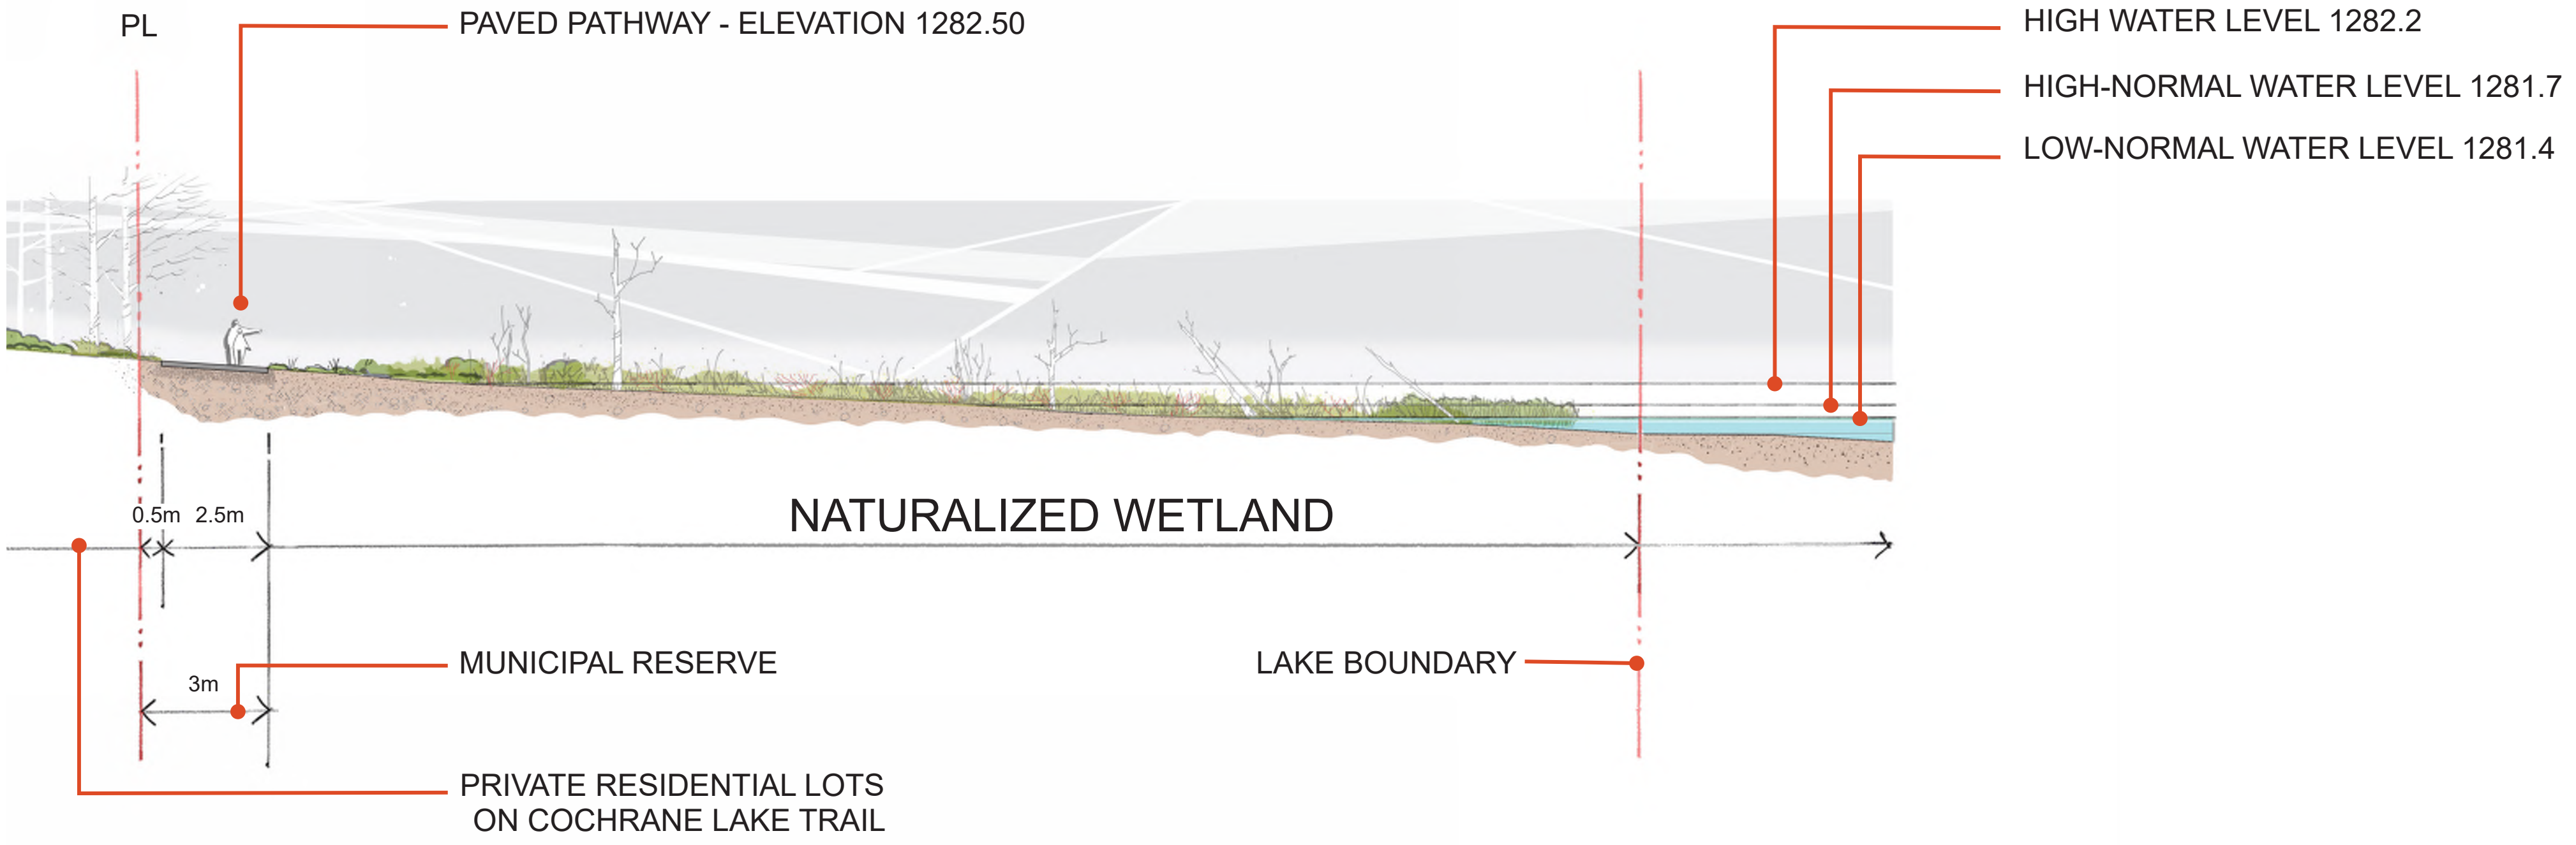 PL
PAVED PATHWAY - ELEVATION 1282.50
HIGH WATER LEVEL 1282.2
HIGH-NORMAL WATER LEVEL 1281.7
LOW-NORMAL WATER LEVEL 1281.4
0.5m
2.5m
NATURALIZED WETLAND
MUNICIPAL RESERVE
LAKE BOUNDARY
3m
PRIVATE RESIDENTIAL LOTS
ON COCHRANE LAKE TRAIL